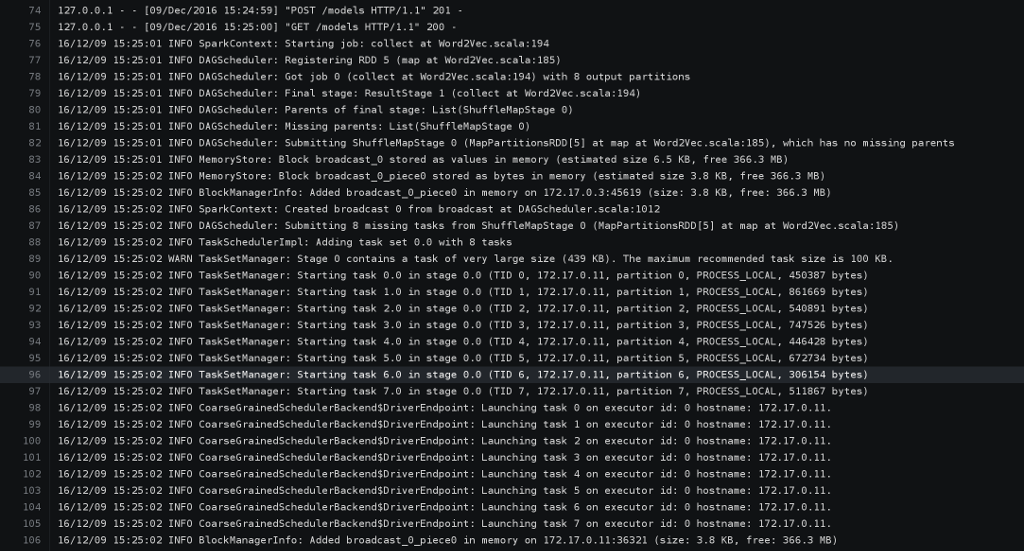 74 127.0.0.1 - - [09/Dec/2016 15:24:59] "POST /models HTTP/1.1" 201 -
75 127.0.0.1 - - [09/Dec/2016 15:25:00] "GET /models HTTP/1.1" 200 -
76 16/12/09 15:25:01 INFO SparkContext: Starting job: collect at Word2Vec.scala:194
77 16/12/09 15:25:01 INFO DAGScheduler: Registering RDD 5 (map at Word2Vec.scala:185)
78 16/12/09 15:25:01 INFO DAGScheduler: Got job 0 (collect at Word2Vec.scala:194) with 8 output partitions
79 16/12/09 15:25:01 INFO DAGScheduler: Final stage: ResultStage 1 (collect at Word2Vec.scala:194)
80 16/12/09 15:25:01 INFO DAGScheduler: Parents of final stage: List(ShuffleMapStage 0)
81 16/12/09 15:25:01 INFO DAGScheduler: Missing parents: List(ShuffleMapStage 0)
82 16/12/09 15:25:01 INFO DAGScheduler: Submitting ShuffleMapStage 0 (MapPartitionsRDD[5] at map at Word2Vec.scala:185), which has no missing parents
83 16/12/09 15:25:01 INFO MemoryStore: Block broadcast_0 stored as values in memory (estimated size 6.5 KB, free 366.3 MB)
84 16/12/09 15:25:01 INFO MemoryStore: Block broadcast_0_piece0 stored as bytes in memory (estimated size 3.8 KB, free 366.3 MB)
85 16/12/09 15:25:01 INFO BlockManagerInfo: Added broadcast_0_piece0 in memory on 172.17.0.3:45619 (size: 3.8 KB, free: 366.3 MB)
86 16/12/09 15:25:01 INFO SparkContext: Created broadcast 0 from broadcast at DAGScheduler.scala:1012
87 16/12/09 15:25:01 INFO DAGScheduler: Submitting 8 missing tasks from ShuffleMapStage 0 (MapPartitionsRDD[5] at map at Word2Vec.scala:185)
88 16/12/09 15:25:01 INFO TaskSchedulerImpl: Adding task set 0.0 with 8 tasks
89 16/12/09 15:25:02 WARN TaskSetManager: Stage 0 contains a task of very large size (439 KB). The maximum recommended task size is 100 KB.
90 16/12/09 15:25:02 INFO TaskSetManager: Starting task 0.0 in stage 0.0 (TID 0, 172.17.0.11, partition 0, PROCESS_LOCAL, 450387 bytes)
91 16/12/09 15:25:02 INFO TaskSetManager: Starting task 1.0 in stage 0.0 (TID 1, 172.17.0.11, partition 1, PROCESS_LOCAL, 861669 bytes)
92 16/12/09 15:25:02 INFO TaskSetManager: Starting task 2.0 in stage 0.0 (TID 2, 172.17.0.11, partition 2, PROCESS_LOCAL, 540891 bytes)
93 16/12/09 15:25:02 INFO TaskSetManager: Starting task 3.0 in stage 0.0 (TID 3, 172.17.0.11, partition 3, PROCESS_LOCAL, 747526 bytes)
94 16/12/09 15:25:02 INFO TaskSetManager: Starting task 4.0 in stage 0.0 (TID 4, 172.17.0.11, partition 4, PROCESS_LOCAL, 446428 bytes)
95 16/12/09 15:25:02 INFO TaskSetManager: Starting task 5.0 in stage 0.0 (TID 5, 172.17.0.11, partition 5, PROCESS_LOCAL, 672734 bytes)
96 16/12/09 15:25:02 INFO TaskSetManager: Starting task 6.0 in stage 0.0 (TID 6, 172.17.0.11, partition 6, PROCESS_LOCAL, 306154 bytes)
97 16/12/09 15:25:02 INFO TaskSetManager: Starting task 7.0 in stage 0.0 (TID 7, 172.17.0.11, partition 7, PROCESS_LOCAL, 511867 bytes)
98 16/12/09 15:25:02 INFO CoarseGrainedSchedulerBackend$DriverEndpoint: Launching task 0 on executor id: 0 hostname: 172.17.0.11.
99 16/12/09 15:25:02 INFO CoarseGrainedSchedulerBackend$DriverEndpoint: Launching task 1 on executor id: 0 hostname: 172.17.0.11.
100 16/12/09 15:25:02 INFO CoarseGrainedSchedulerBackend$DriverEndpoint: Launching task 2 on executor id: 0 hostname: 172.17.0.11.
101 16/12/09 15:25:02 INFO CoarseGrainedSchedulerBackend$DriverEndpoint: Launching task 3 on executor id: 0 hostname: 172.17.0.11.
102 16/12/09 15:25:02 INFO CoarseGrainedSchedulerBackend$DriverEndpoint: Launching task 4 on executor id: 0 hostname: 172.17.0.11.
103 16/12/09 15:25:02 INFO CoarseGrainedSchedulerBackend$DriverEndpoint: Launching task 5 on executor id: 0 hostname: 172.17.0.11.
104 16/12/09 15:25:02 INFO CoarseGrainedSchedulerBackend$DriverEndpoint: Launching task 6 on executor id: 0 hostname: 172.17.0.11.
105 16/12/09 15:25:02 INFO CoarseGrainedSchedulerBackend$DriverEndpoint: Launching task 7 on executor id: 0 hostname: 172.17.0.11.
106 16/12/09 15:25:02 INFO BlockManagerInfo: Added broadcast_0_piece0 in memory on 172.17.0.11:36321 (size: 3.8 KB, free: 366.3 MB)